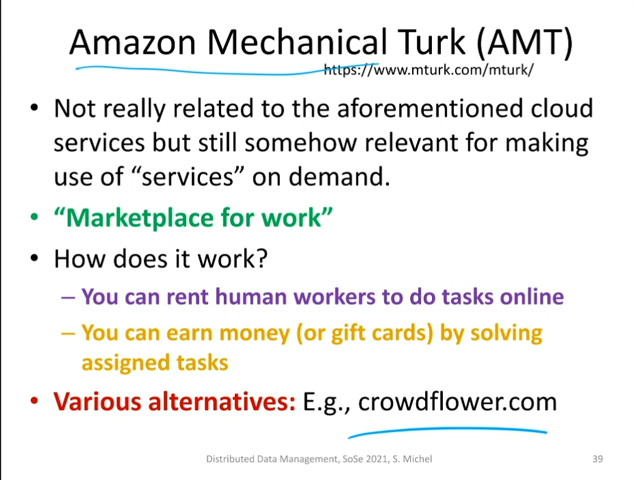 Amazon Mechanical Turk (AMT)
https://www.mturk.com/mturk/
• Not really related to the aforementioned cloud
services but still somehow relevant for making
use of “services” on demand.
• “Marketplace for work”
• How does it work?
– You can rent human workers to do tasks online
– You can earn money (or gift cards) by solving
assigned tasks
• Various alternatives: E.g., crowdflower.com
Distributed Data Management, SoSe 2021, S. Michel
39